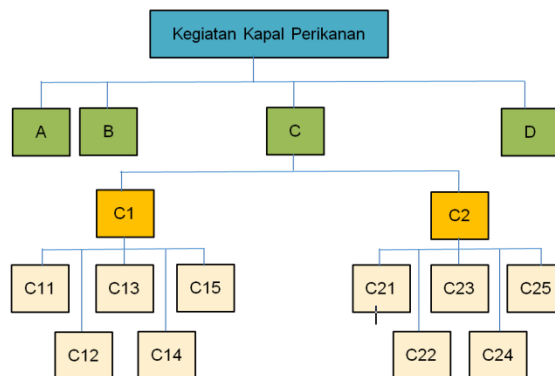 Kegiatan Kapal Perikanan
A B C D
C1 C2
C11 C13 C15 C21 C23 C25
C12 C14 C22 C24